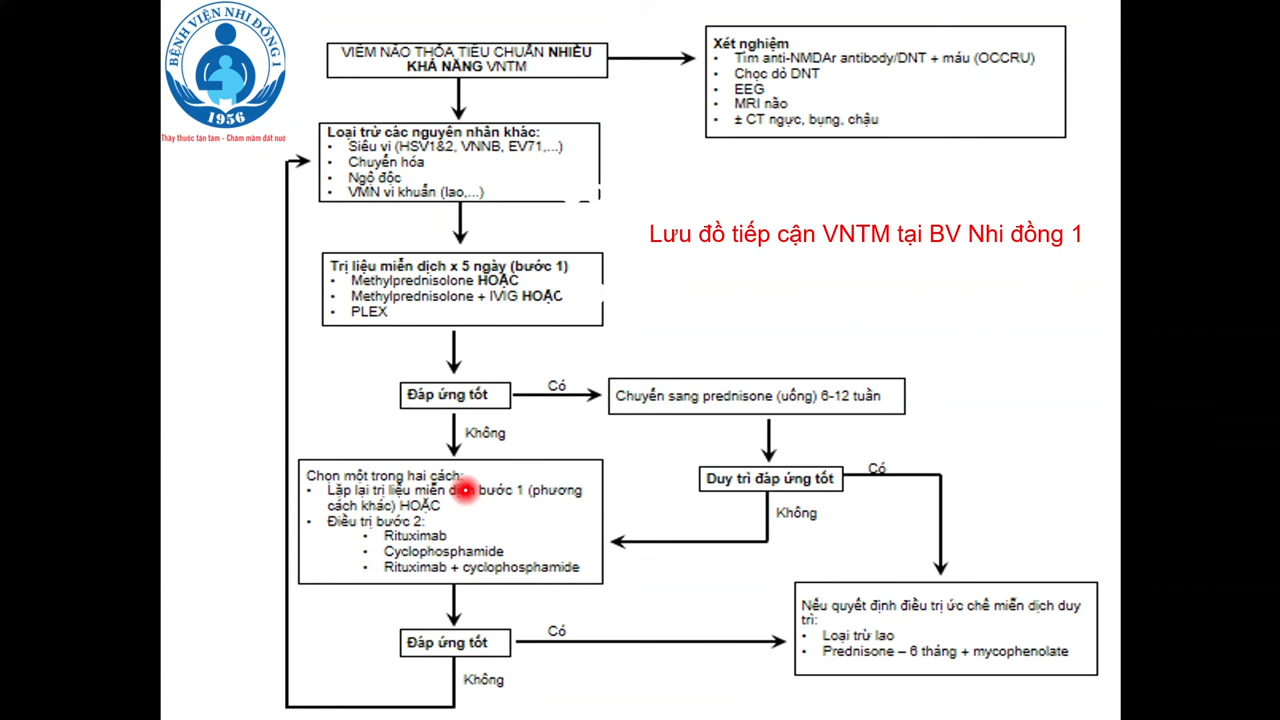 BỆNH VIỆN NHI ĐỒNG 1
1956
Thầy thuốc tận tâm - Chăm mầm đất nước
VIÊM NÃO THỎA TIÊU CHUẨN NHIỀU
KHẢ NĂNG VNTM
Xét nghiệm
• Tìm anti-NMDAr antibody/DNT + máu (OCCRU)
• Chọc dò DNT
• EEG
• MRI não
• ± CT ngực, bụng, chậu
Loại trừ các nguyên nhân khác:
• Siêu vi (HSV1&2, VNNB, EV71,...)
• Chuyển hóa
• Ngộ độc
• VMN vi khuẩn (lao,...)
Lưu đồ tiếp cận VNTM tại BV Nhi đồng 1
Trị liệu miễn dịch x 5 ngày (bước 1)
• Methylprednisolone HOẶC
• Methylprednisolone + IVIG HOẶC
• PLEX
Đáp ứng tốt
Có
Chuyển sang prednisone (uống) 6-12 tuần
Không
Chọn một trong hai cách:
• Lặp lại trị liệu miễn dịch bước 1 (phương
cách khác) HOẶC
• Điều trị bước 2:
• Rituximab
• Cyclophosphamide
• Rituximab + cyclophosphamide
Duy trì đáp ứng tốt
Có
Không
Nếu quyết định điều trị ức chế miễn dịch duy
trì:
• Loại trừ lao
• Prednisone – 6 tháng + mycophenolate
Đáp ứng tốt
Có
Không